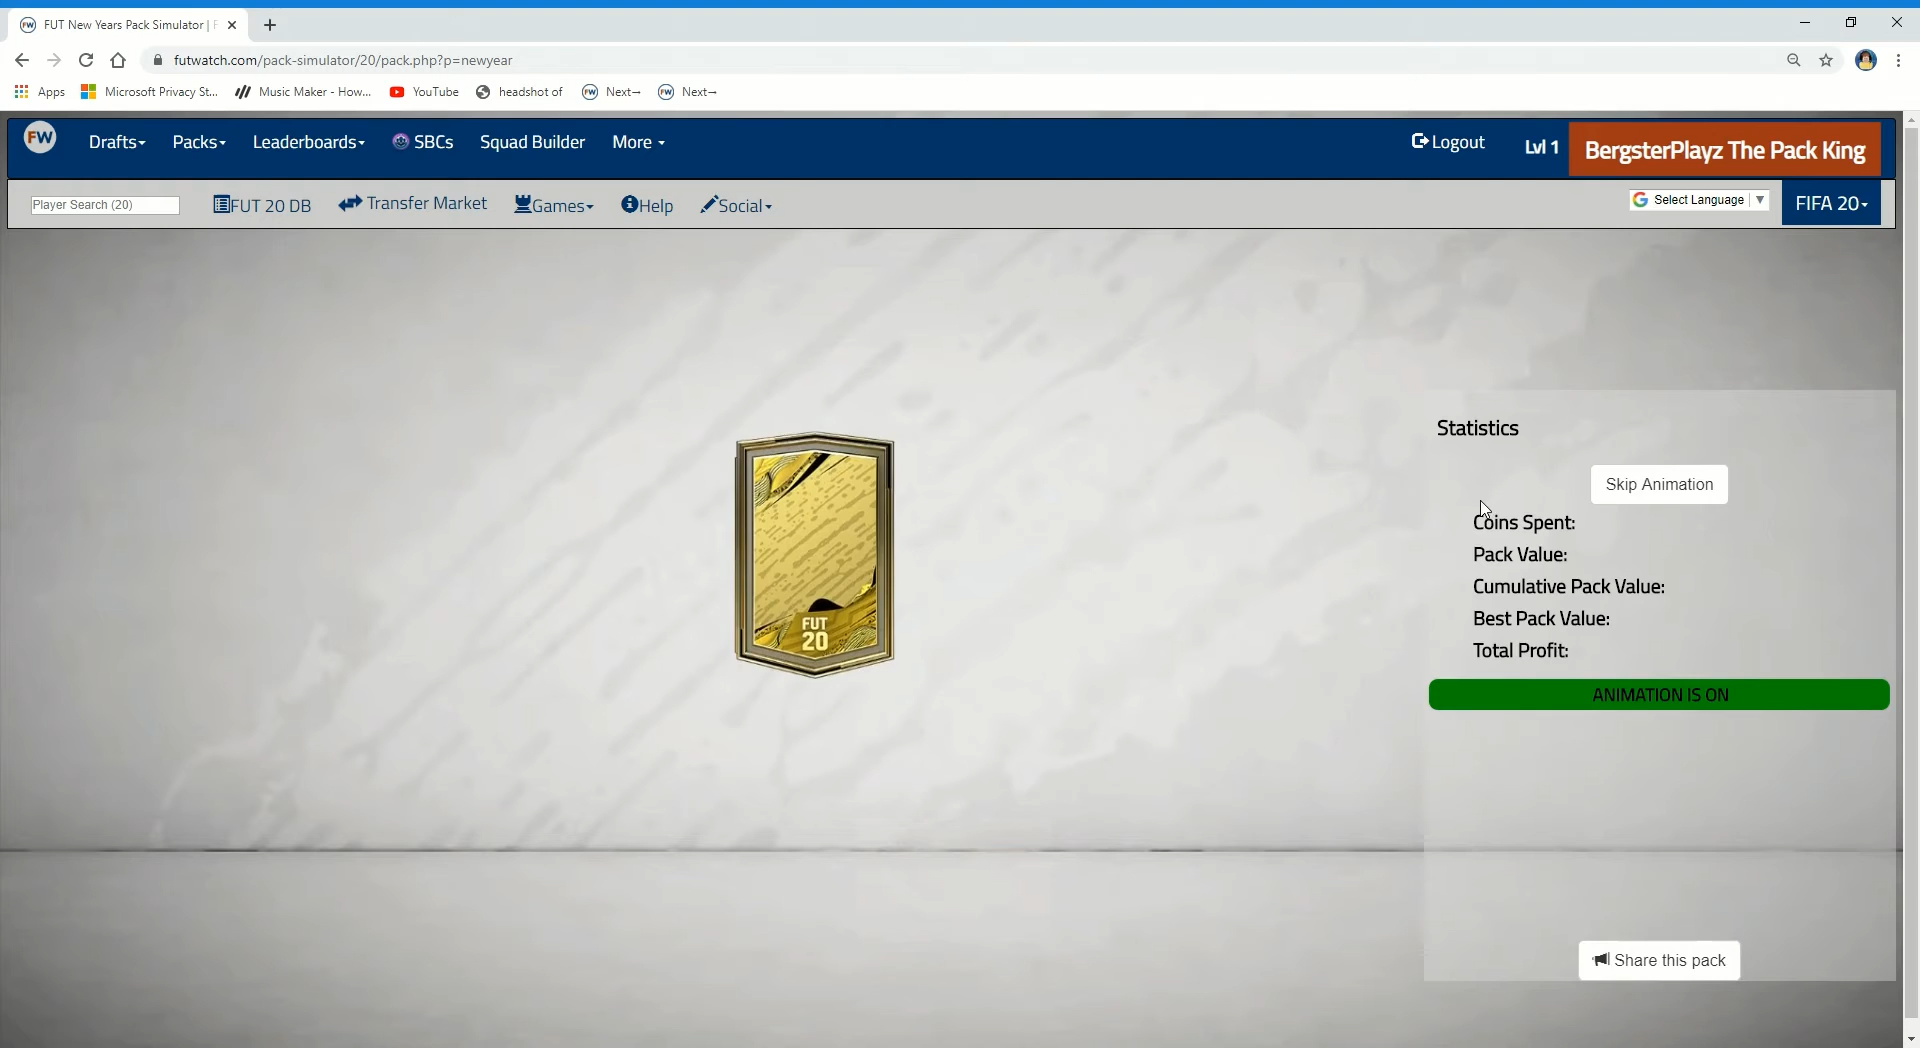 FW FUT New Years Pack Simulator | F
futwatch.com/pack-simulator/20/pack.php?p=newyear
Apps Microsoft Privacy St... Music Maker - How... YouTube headshot of FW Next→ FW Next→
FW Drafts Packs Leaderboards SBCs Squad Builder More Logout Lvl 1 BergsterPlayz The Pack King
Player Search (20) FUT 20 DB Transfer Market Games Help Social G Select Language FIFA 20
Statistics
Skip Animation
Coins Spent:
Pack Value:
Cumulative Pack Value:
Best Pack Value:
Total Profit:
FUT
20
ANIMATION IS ON
Share this pack